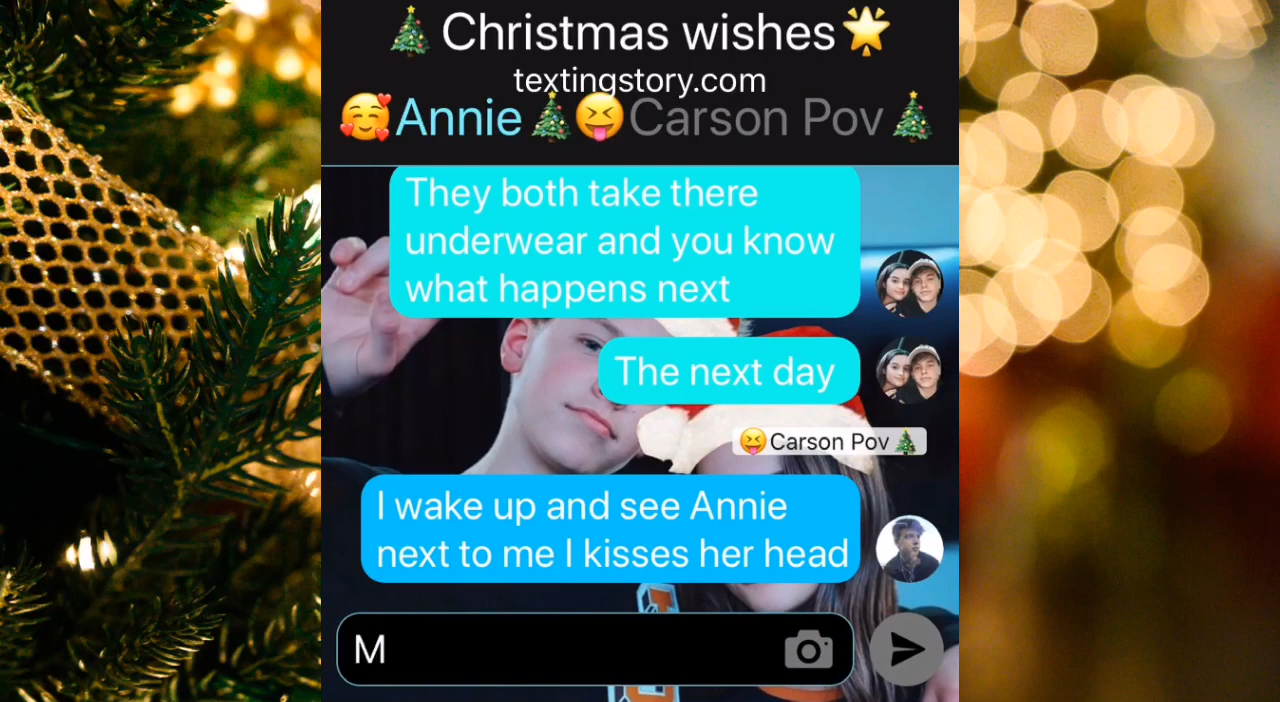 🎄Christmas wishes🌟
textingstory.com
🥰Annie🎄😝Carson Pov🎄
They both take there
underwear and you know
what happens next
The next day
😝Carson Pov🎄
I wake up and see Annie
next to me I kisses her head
M